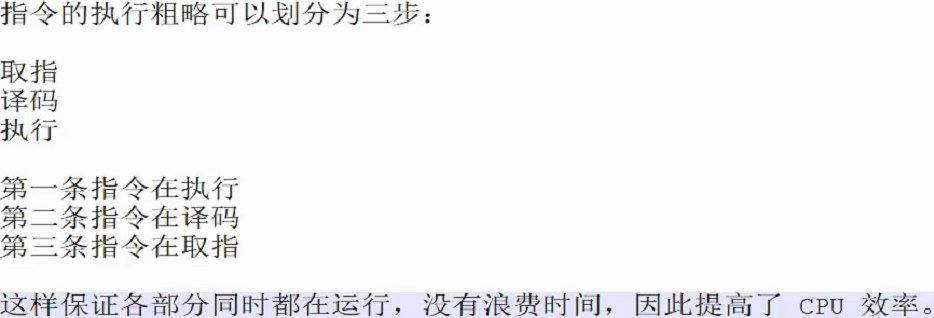 指令的执行粗略可以划分为三步：
取指
译码
执行
第一条指令在执行
第二条指令在译码
第三条指令在取指
这样保证各部分同时都在运行，没有浪费时间，因此提高了 CPU 效率。